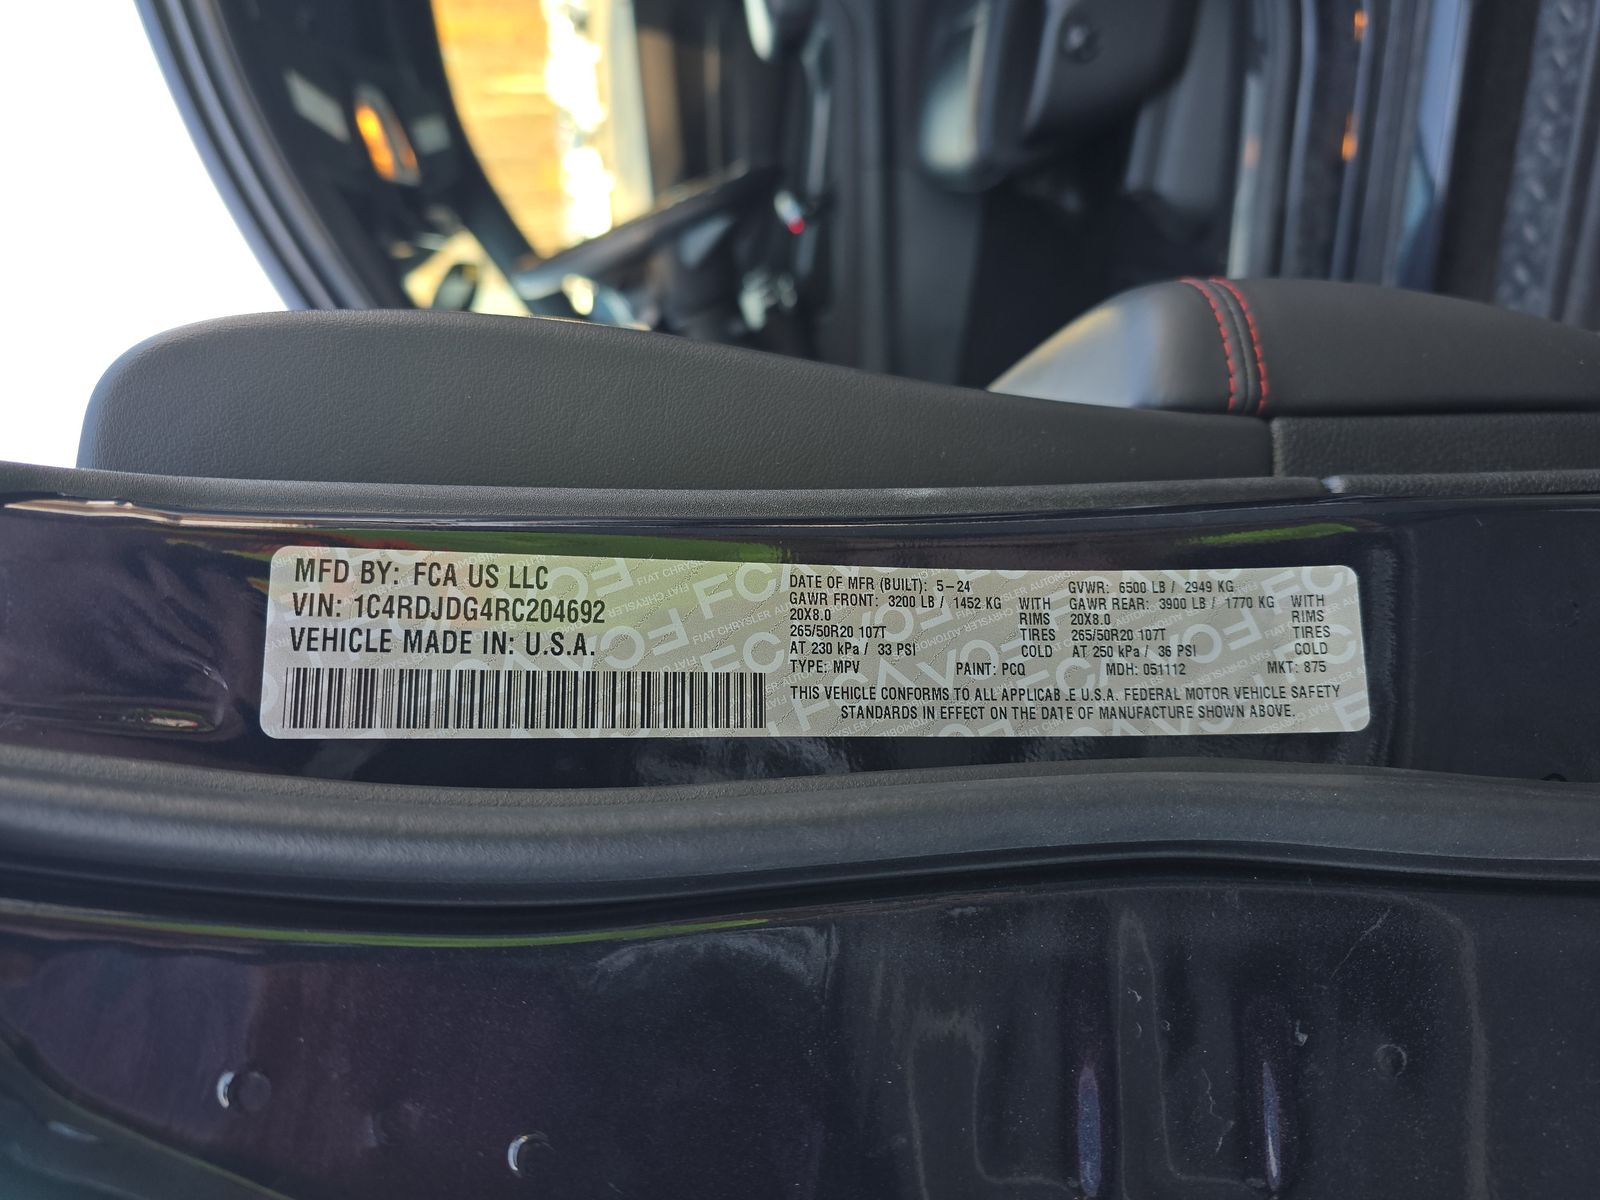 MFD BY: FCA US LLC
VIN: 1C4RDJDG4RC204692
VEHICLE MADE IN: U.S.A.
DATE OF MFR (BUILT): 5-24 GVWR: 6500 LB / 2949 KG
GAWR FRONT: 3200 LB / 1452 KG WITH GAWR REAR: 3900 LB / 1770 KG WITH
20X8.0 RIMS 20X8.0 RIMS
265/50R20 107T TIRES 265/50R20 107T TIRES
AT 230 kPa / 33 PSI COLD AT 250 kPa / 36 PSI COLD
TYPE: MPV PAINT: PCQ MDH: 051112 MKT: 875
THIS VEHICLE CONFORMS TO ALL APPLICAB.E U.S.A. FEDERAL MOTOR VEHICLE SAFETY
STANDARDS IN EFFECT ON THE DATE OF MANUFACTURE SHOWN ABOVE.